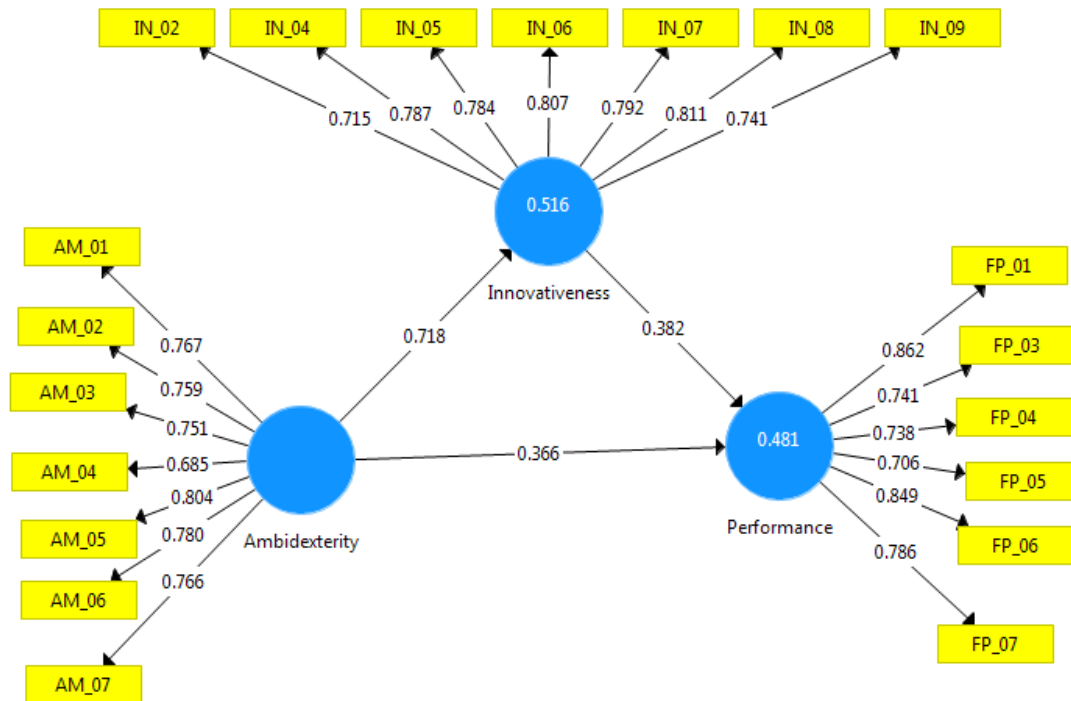 IN_02 IN_04 IN_05 IN_06 IN_07 IN_08 IN_09
0.715 0.787 0.784 0.807 0.792 0.811 0.741
0.516
Innovativeness
AM_01
AM_02
AM_03
AM_04
AM_05
AM_06
AM_07
0.767
0.759
0.751
0.685
0.804
0.780
0.766
Ambidexterity
0.718
0.382
0.366
0.481
Performance
0.862
0.741
0.738
0.706
0.849
0.786
FP_01
FP_03
FP_04
FP_05
FP_06
FP_07